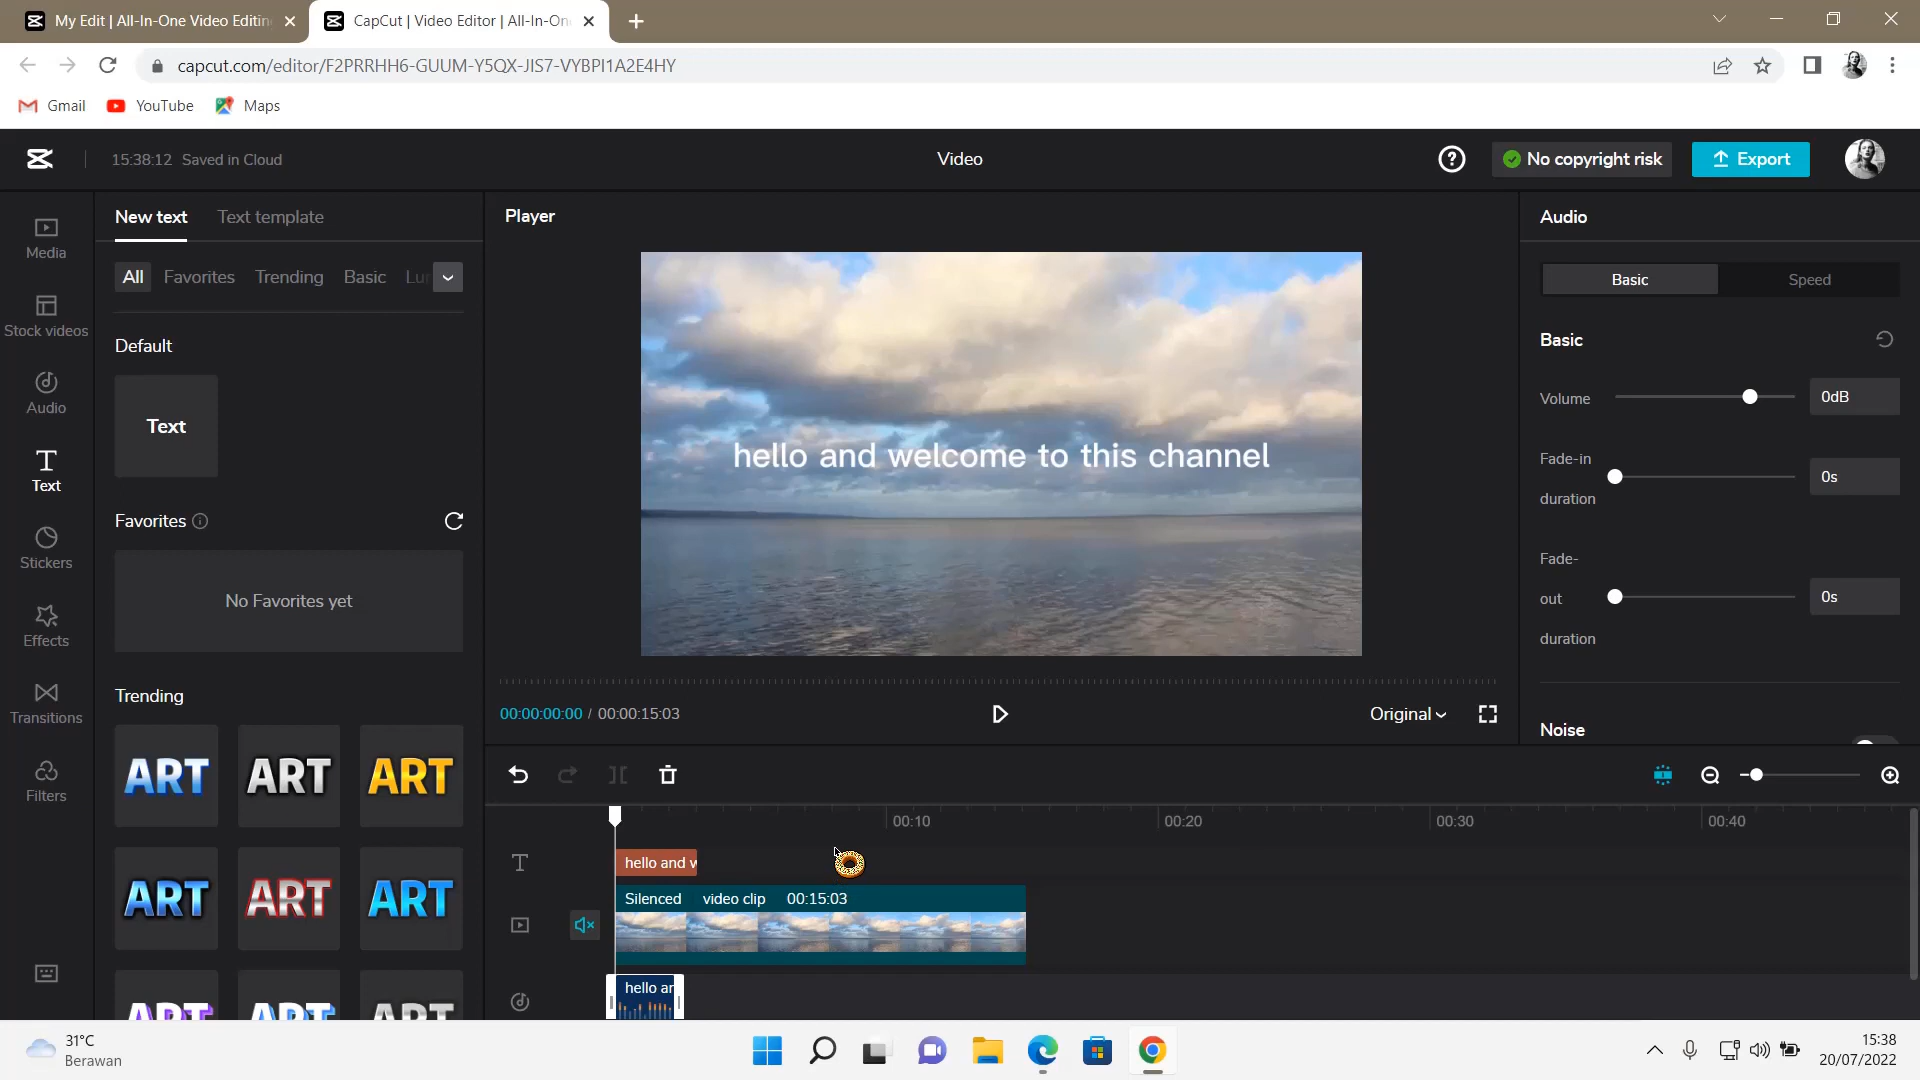 My Edit | All-In-One Video Editin
CapCut | Video Editor | All-In-On
capcut.com/editor/F2PRRHH6-GUUM-Y5QX-JIS7-VYBPI1A2E4HY
Gmail
YouTube
Maps
15:38:12 Saved in Cloud
Video
No copyright risk
Export
Media
Stock videos
Audio
Text
Stickers
Effects
Transitions
Filters
New text
Text template
All
Favorites
Trending
Basic
Lu
Default
Text
Favorites
No Favorites yet
Trending
ART
ART
ART
ART
ART
ART
ART
ART
ART
Player
hello and welcome to this channel
00:00:00:00 / 00:00:15:03
Original
Audio
Basic
Speed
Basic
Volume
0dB
Fade-in
duration
0s
Fade-
out
duration
0s
Noise
00:10
00:20
00:30
00:40
T
hello and w
Silenced video clip 00:15:03
hello ar
31°C
Berawan
15:38
20/07/2022